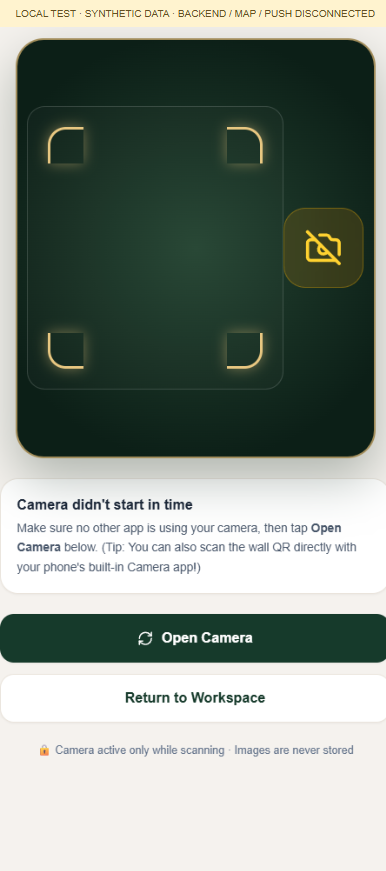 LOCAL TEST · SYNTHETIC DATA · BACKEND / MAP / PUSH DISCONNECTED
Camera didn't start in time
Make sure no other app is using your camera, then tap Open
Camera below. (Tip: You can also scan the wall QR directly with
your phone's built-in Camera app!)
Open Camera
Return to Workspace
🔒 Camera active only while scanning · Images are never stored